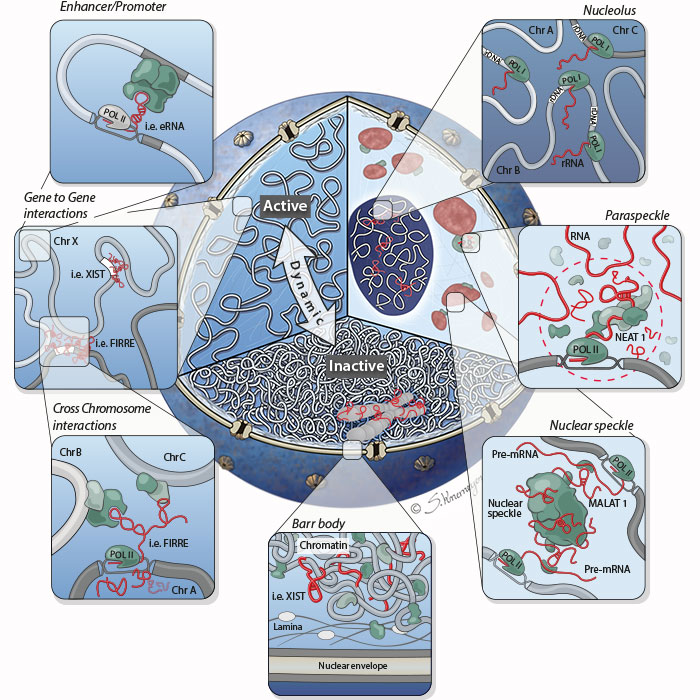 Enhancer/Promoter
POL II
i.e. eRNA
Nucleolus
Chr A
Chr C
rDNA
POL I
rDNA
POL I
rDNA
POL I
rDNA
POL I
Chr B
rRNA
Gene to Gene
interactions
Chr X
i.e. XIST
i.e. FIRRE
Active
Dynamic
Inactive
Paraspeckle
RNA
NEAT 1
POL II
Cross Chromosome
interactions
ChrB
ChrC
i.e. FIRRE
POL II
Chr A
Nuclear speckle
Pre-mRNA
POL II
Nuclear
speckle
MALAT 1
POL II
Pre-mRNA
Barr body
Chromatin
i.e. XIST
Lamina
Nuclear envelope
©